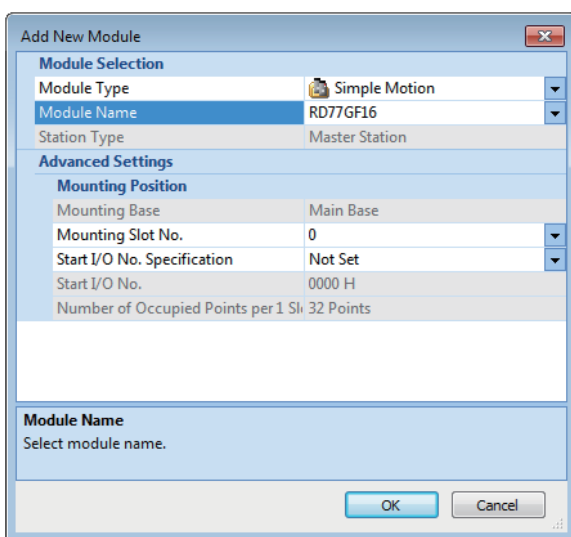 Add New Module
Module Selection
Module Type Simple Motion
Module Name RD77GF16
Station Type Master Station
Advanced Settings
Mounting Position
Mounting Base Main Base
Mounting Slot No. 0
Start I/O No. Specification Not Set
Start I/O No. 0000 H
Number of Occupied Points per 1 Sl 32 Points
Module Name
Select module name.
OK Cancel